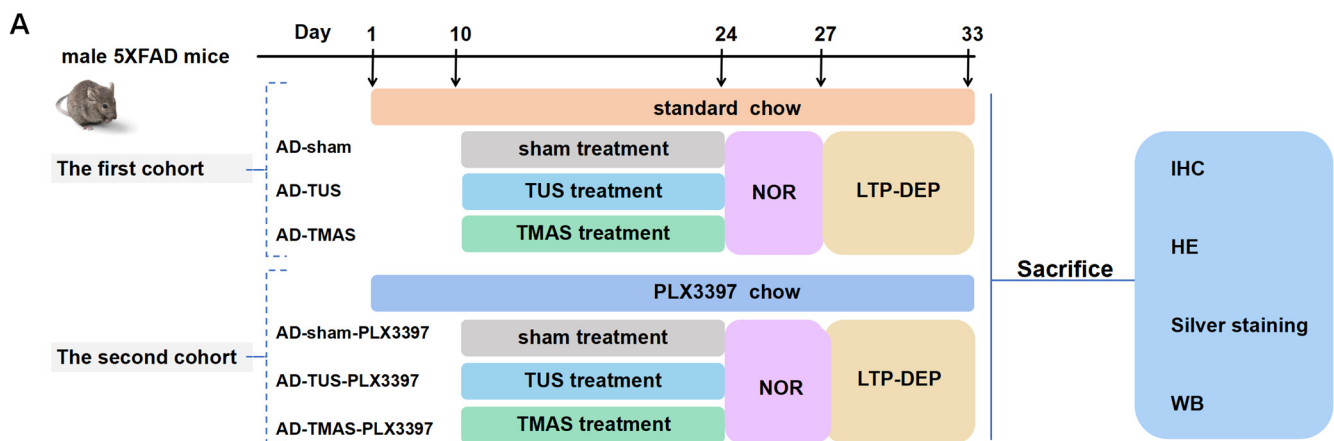 A
Day 1 10 24 27 33
male 5XFAD mice
standard chow
The first cohort
AD-sham
sham treatment
AD-TUS
TUS treatment
AD-TMAS
TMAS treatment
NOR
LTP-DEP
PLX3397 chow
The second cohort
AD-sham-PLX3397
sham treatment
AD-TUS-PLX3397
TUS treatment
AD-TMAS-PLX3397
TMAS treatment
NOR
LTP-DEP
Sacrifice
IHC
HE
Silver staining
WB